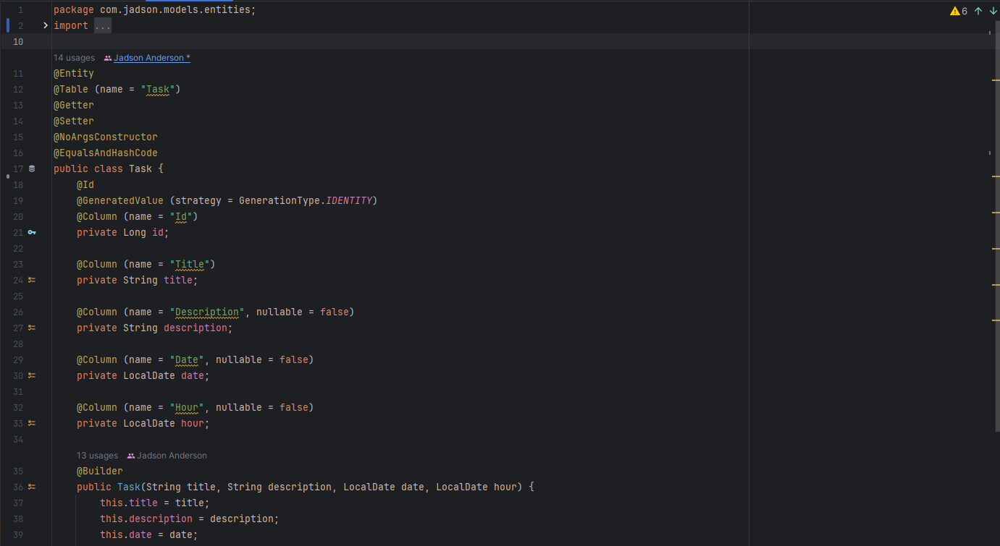 1 package com.jadson.models.entities;
6
2 import ...
10
14 usages Jadson Anderson *
11 @Entity
12 @Table (name = "Task")
13 @Getter
14 @Setter
15 @NoArgsConstructor
16 @EqualsAndHashCode
17 public class Task {
18 @Id
19 @GeneratedValue (strategy = GenerationType.IDENTITY)
20 @Column (name = "Id")
21 private Long id;
22
23 @Column (name = "Title")
24 private String title;
25
26 @Column (name = "Description", nullable = false)
27 private String description;
28
29 @Column (name = "Date", nullable = false)
30 private LocalDate date;
31
32 @Column (name = "Hour", nullable = false)
33 private LocalDate hour;
34
13 usages Jadson Anderson
35 @Builder
36 public Task(String title, String description, LocalDate date, LocalDate hour) {
37 this.title = title;
38 this.description = description;
39 this.date = date;